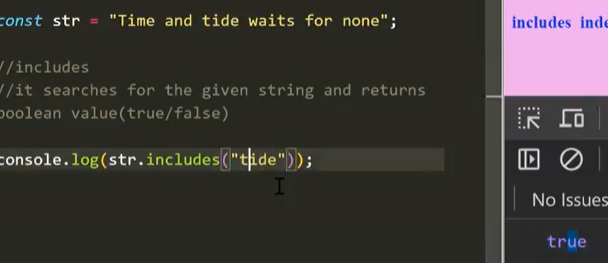 const str = "Time and tide waits for none";
//includes
//it searches for the given string and returns
boolean value(true/false)
console.log(str.includes("tide"));
includes inde
No Issues
true